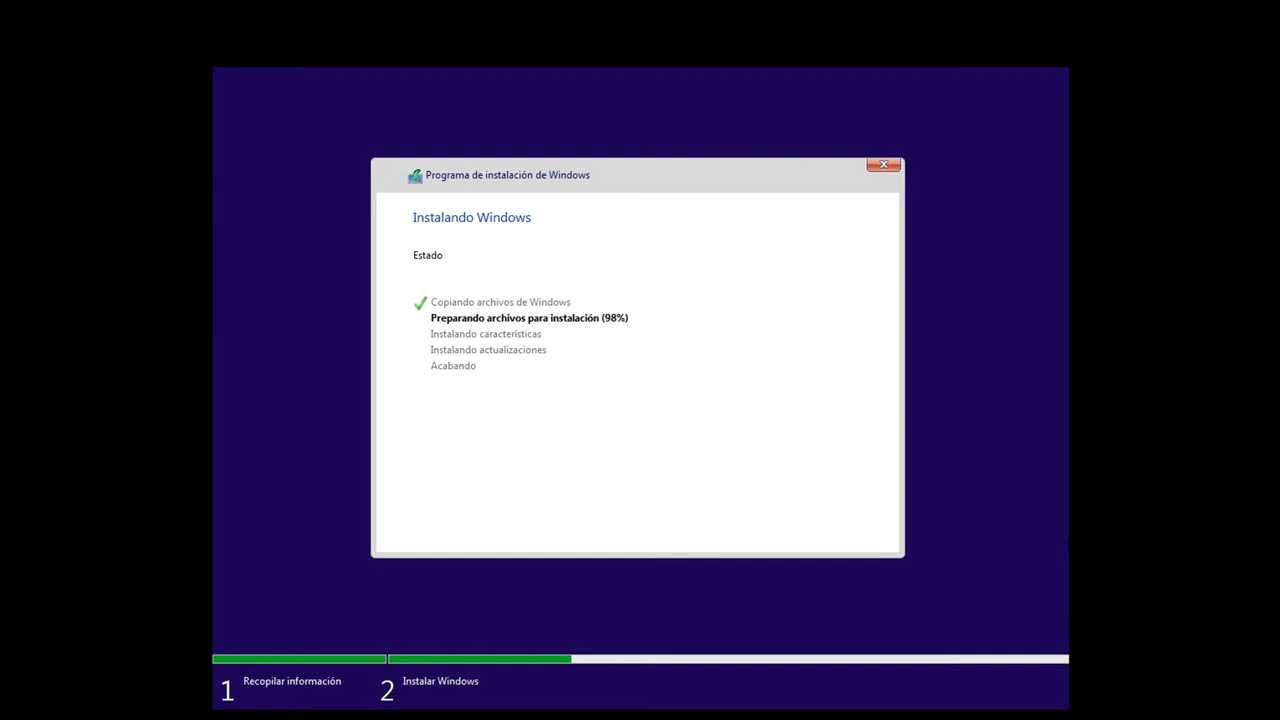 Programa de instalación de Windows
Instalando Windows
Estado
Copiando archivos de Windows
Preparando archivos para instalación (98%)
Instalando características
Instalando actualizaciones
Acabando
1 Recopilar información
2 Instalar Windows